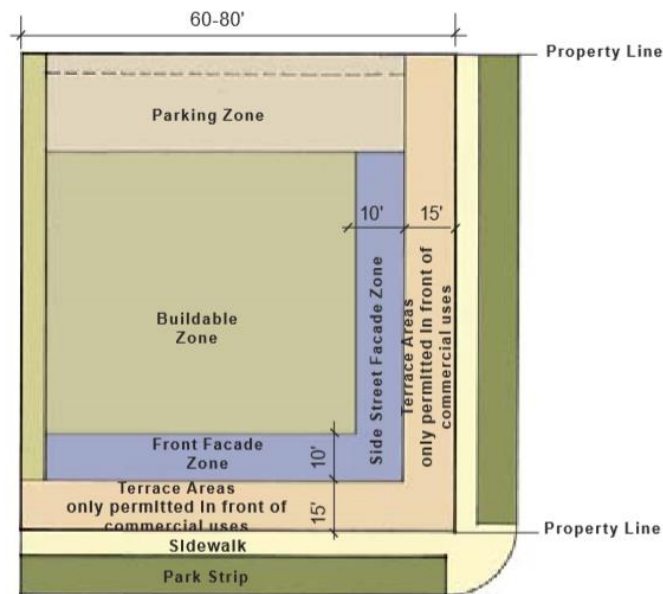 60-80'
Property Line
Parking Zone
10'
15'
Buildable
Zone
Side Street Facade Zone
Terrace Areas
only permitted in front of
commercial uses
Front Facade
Zone
10'
Terrace Areas
only permitted in front of
commercial uses
15'
Property Line
Sidewalk
Park Strip